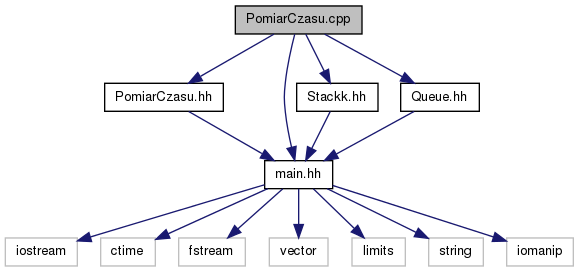 PomiarCzasu.cpp
PomiarCzasu.hh
Stackk.hh
Queue.hh
main.hh
iostream
ctime
fstream
vector
limits
string
iomanip